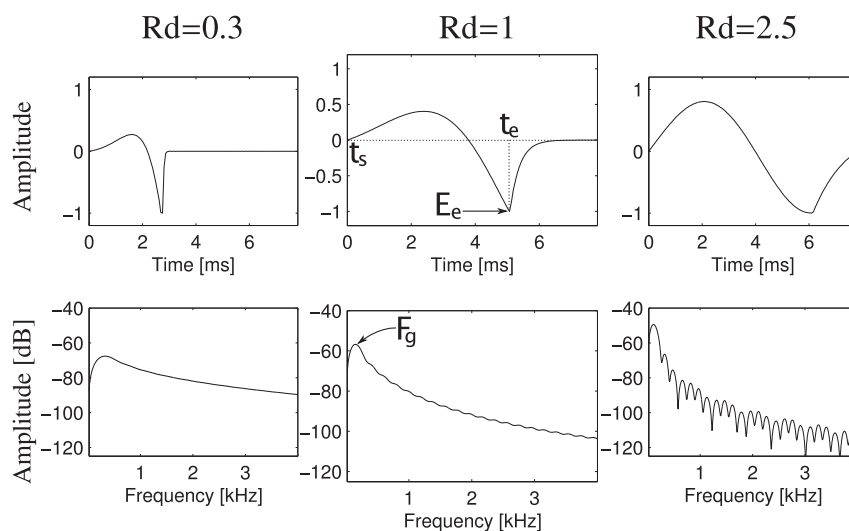 Rd=0.3 Rd=1 Rd=2.5
Amplitude
1
0
−1
0 2 4 6
Time [ms]
1
0.5
0
−0.5
−1
t_s
t_e
E_e
0 2 4 6
Time [ms]
1
0
−1
0 2 4 6
Time [ms]
Amplitude [dB]
−40
−60
−80
−100
−120
1 2 3
Frequency [kHz]
−40
−60
−80
−100
−120
F_g
1 2 3
Frequency [kHz]
−40
−60
−80
−100
−120
1 2 3
Frequency [kHz]